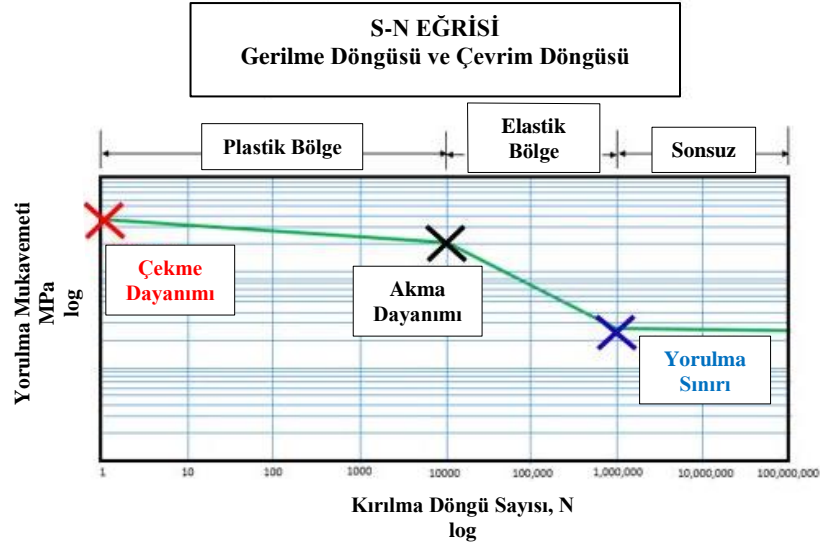 S-N EĞRİSİ
Gerilme Döngüsü ve Çevrim Döngüsü
Plastik Bölge
Elastik
Bölge
Sonsuz
Yorulma Mukavemeti
MPa
log
Çekme
Dayanımı
Akma
Dayanımı
Yorulma
Sınırı
1
10
100
1000
10000
100,000
1,000,000
10,000,000
100,000,000
Kırılma Döngü Sayısı, N
log